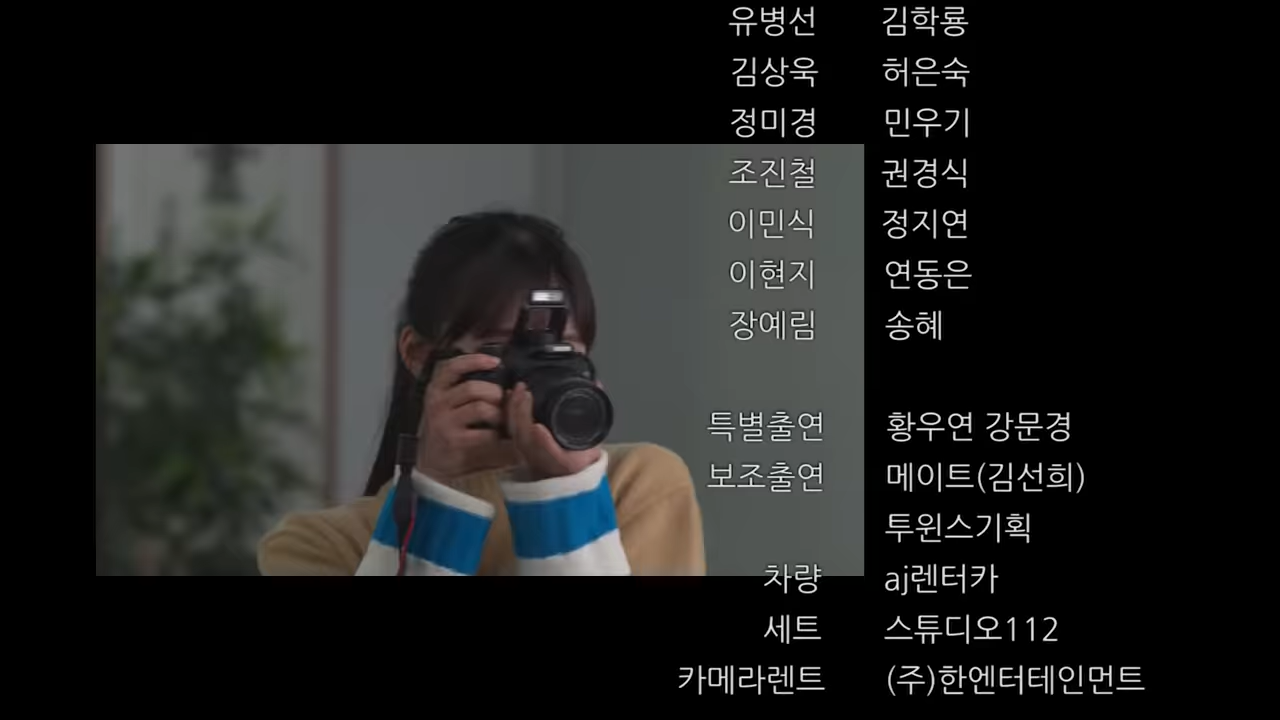 유병선 김학룡
김상욱 허은숙
정미경 민우기
조진철 권경식
이민식 정지연
이현지 연동은
장예림 송혜
특별출연 황우연 강문경
보조출연 메이트(김선희)
투윈스기획
차량 aj렌터카
세트 스튜디오112
카메라렌트 (주)한엔터테인먼트